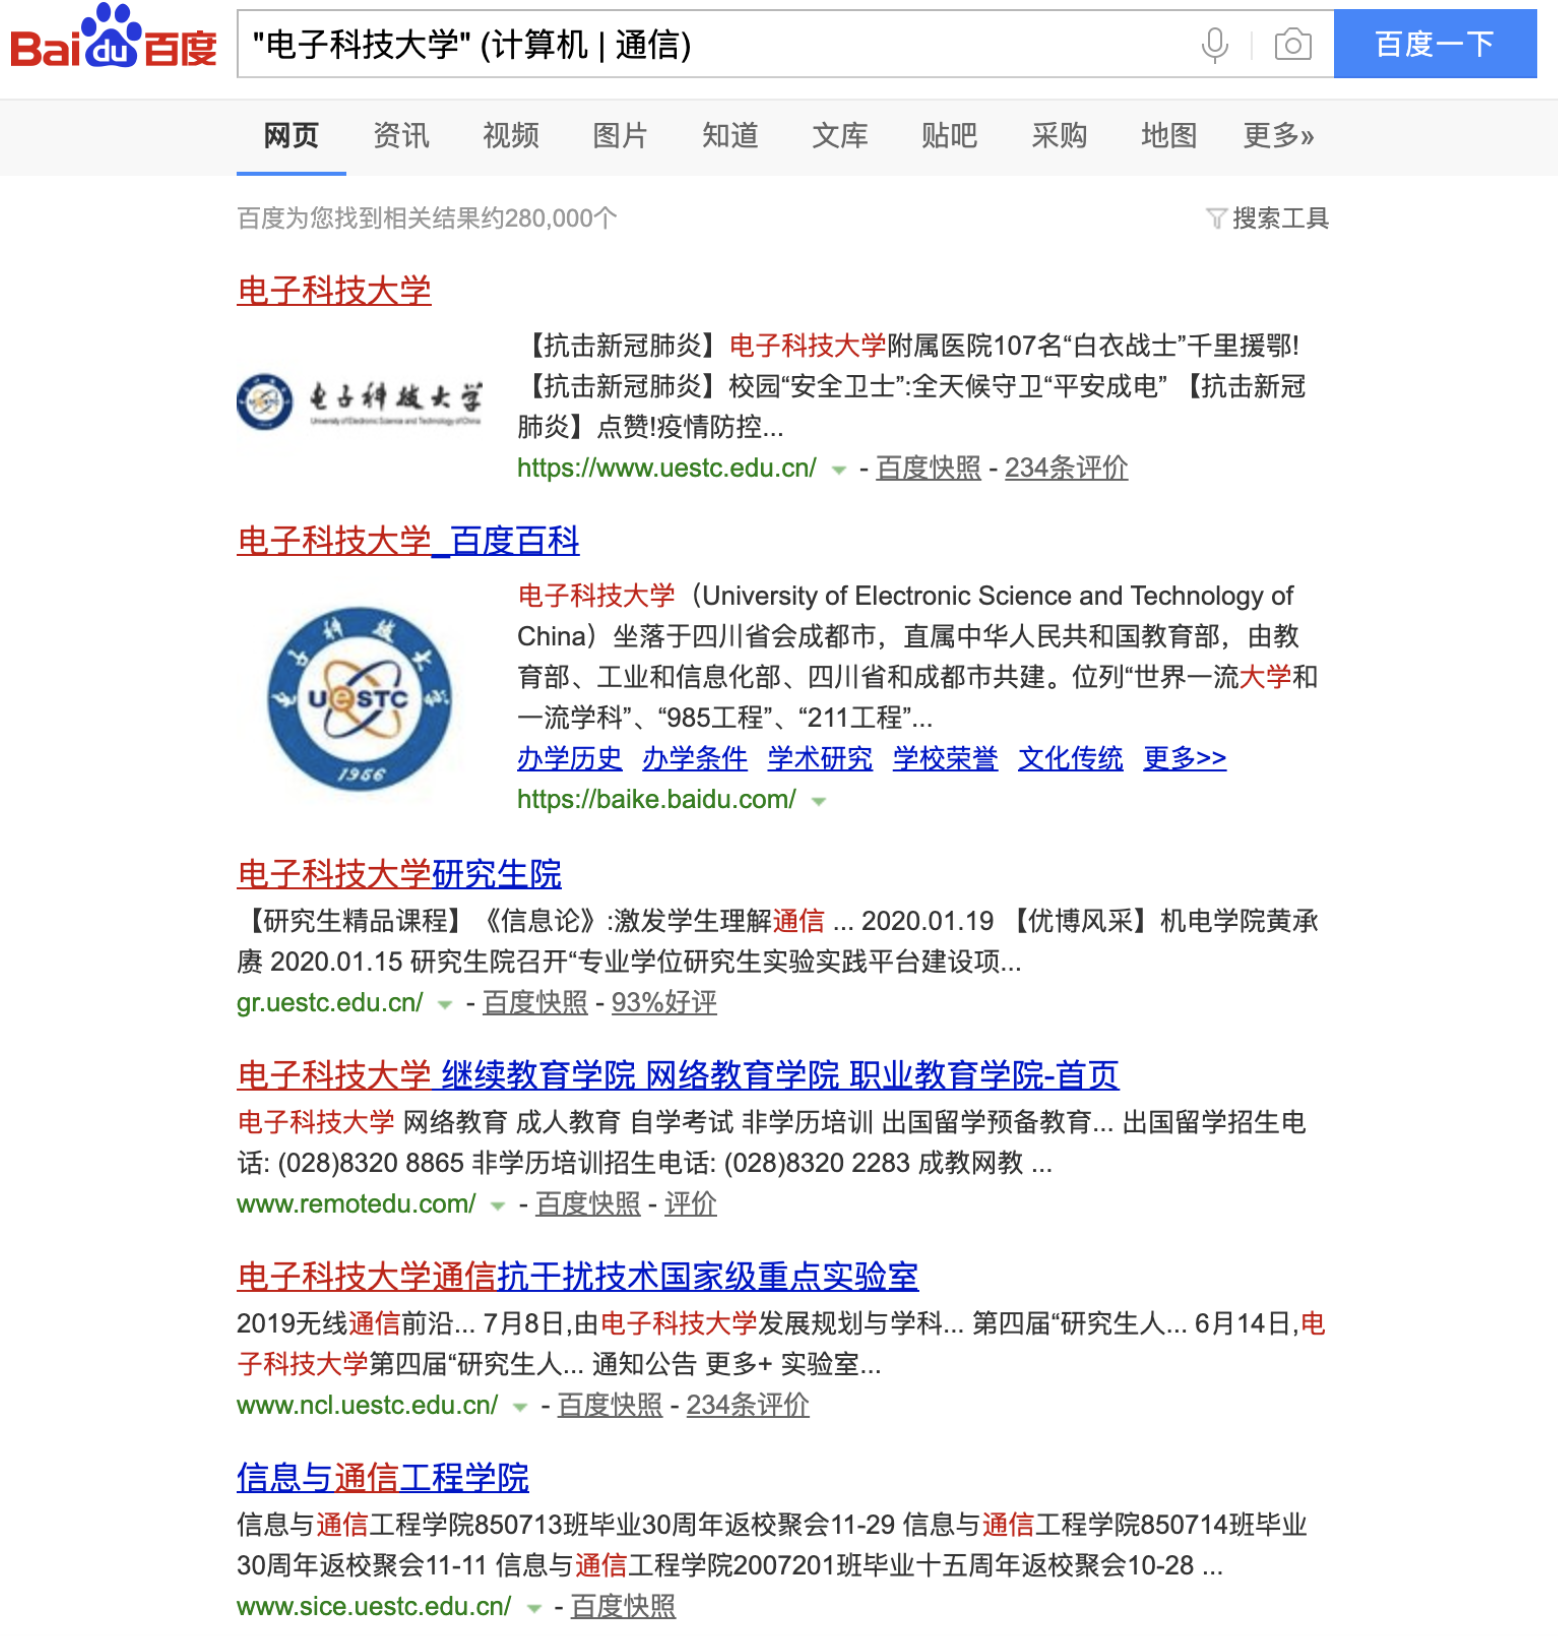 Bai du 百度
"电子科技大学" (计算机 | 通信)
百度一下
网页 资讯 视频 图片 知道 文库 贴吧 采购 地图 更多»
百度为您找到相关结果约280,000个
搜索工具
电子科技大学
【抗击新冠肺炎】电子科技大学附属医院107名“白衣战士”千里援鄂!
【抗击新冠肺炎】校园“安全卫士”:全天候守卫“平安成电” 【抗击新冠
肺炎】点赞!疫情防控...
电子科技大学
University of Electronic Science and Technology of China
https://www.uestc.edu.cn/ - 百度快照 - 234条评价
电子科技大学_百度百科
电子科技大学（University of Electronic Science and Technology of
China）坐落于四川省会成都市，直属中华人民共和国教育部，由教
育部、工业和信息化部、四川省和成都市共建。位列“世界一流大学和
一流学科”、“985工程”、“211工程”...
UESTC
1956
办学历史 办学条件 学术研究 学校荣誉 文化传统 更多>>
https://baike.baidu.com/
电子科技大学研究生院
【研究生精品课程】《信息论》:激发学生理解通信 ... 2020.01.19 【优博风采】机电学院黄承
赓 2020.01.15 研究生院召开“专业学位研究生实验实践平台建设项...
gr.uestc.edu.cn/ - 百度快照 - 93%好评
电子科技大学 继续教育学院 网络教育学院 职业教育学院-首页
电子科技大学 网络教育 成人教育 自学考试 非学历培训 出国留学预备教育... 出国留学招生电
话: (028)8320 8865 非学历培训招生电话: (028)8320 2283 成教网教 ...
www.remotedu.com/ - 百度快照 - 评价
电子科技大学通信抗干扰技术国家级重点实验室
2019无线通信前沿... 7月8日,由电子科技大学发展规划与学科... 第四届“研究生人... 6月14日,电
子科技大学第四届“研究生人... 通知公告 更多+ 实验室...
www.ncl.uestc.edu.cn/ - 百度快照 - 234条评价
信息与通信工程学院
信息与通信工程学院850713班毕业30周年返校聚会11-29 信息与通信工程学院850714班毕业
30周年返校聚会11-11 信息与通信工程学院2007201班毕业十五周年返校聚会10-28 ...
www.sice.uestc.edu.cn/ - 百度快照